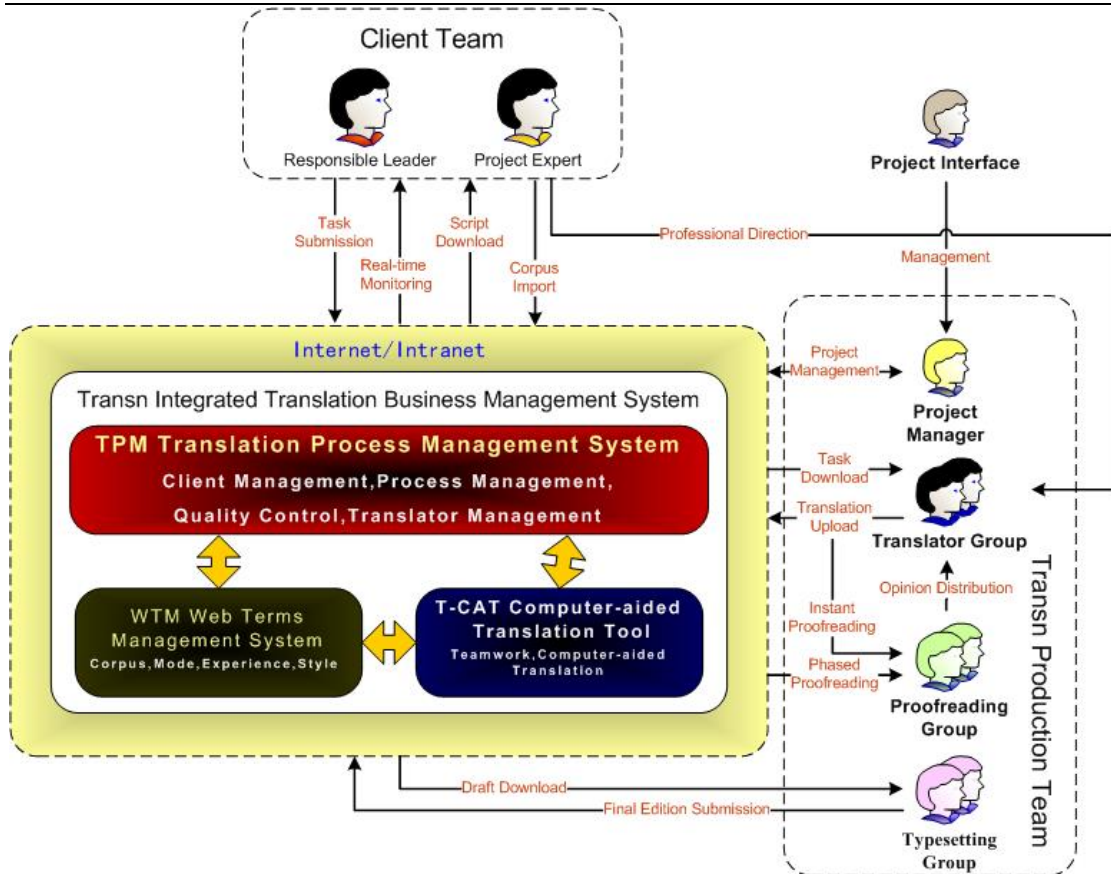 Client Team
Responsible Leader
Project Expert
Project Interface
Task
Submission
Real-time
Monitoring
Script
Download
Corpus
Import
Professional Direction
Management
Internet/Intranet
Transn Integrated Translation Business Management System
TPM Translation Process Management System
Client Management,Process Management,
Quality Control,Translator Management
WTM Web Terms
Management System
Corpus,Mode,Experience,Style
T-CAT Computer-aided
Translation Tool
Teamwork,Computer-aided
Translation
Project
Management
Project
Manager
Task
Download
Translation
Upload
Translator Group
Opinion Distribution
Instant
Proofreading
Phased
Proofreading
Proofreading
Group
Draft Download
Final Edition Submission
Typesetting
Group
Transn Production Team